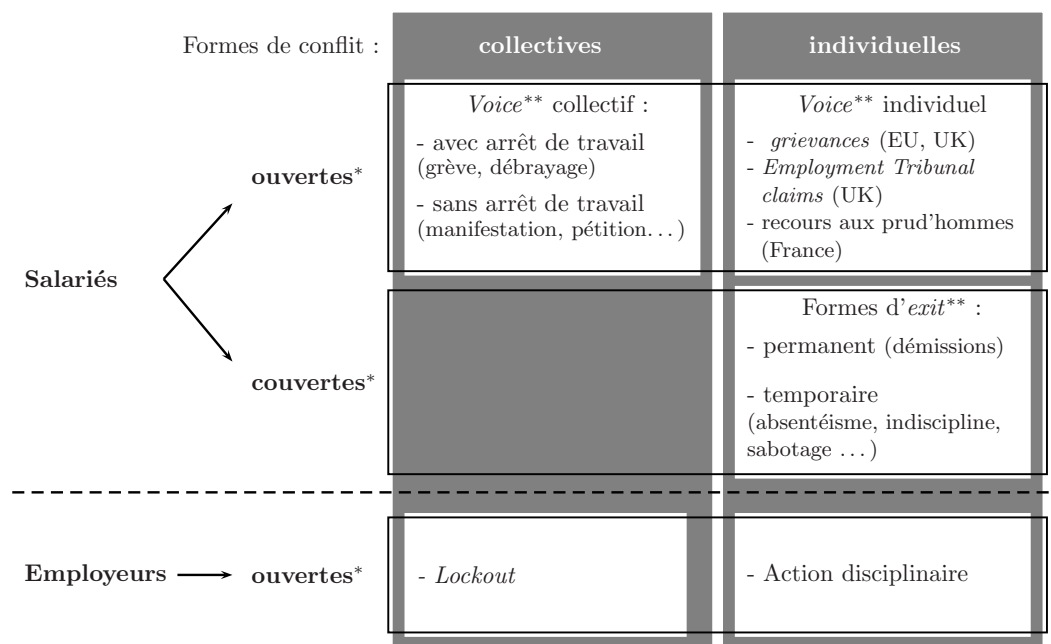 Formes de conflit : collectives individuelles
Voice** collectif :
- avec arrêt de travail
(grève, débrayage)
- sans arrêt de travail
(manifestation, pétition...)
Voice** individuel
- grievances (EU, UK)
- Employment Tribunal
claims (UK)
- recours aux prud'hommes
(France)
ouvertes*
Salariés
couvertes*
Formes d'exit** :
- permanent (démissions)
- temporaire
(absentéisme, indiscipline,
sabotage ...)
Employeurs ouvertes* - Lockout - Action disciplinaire